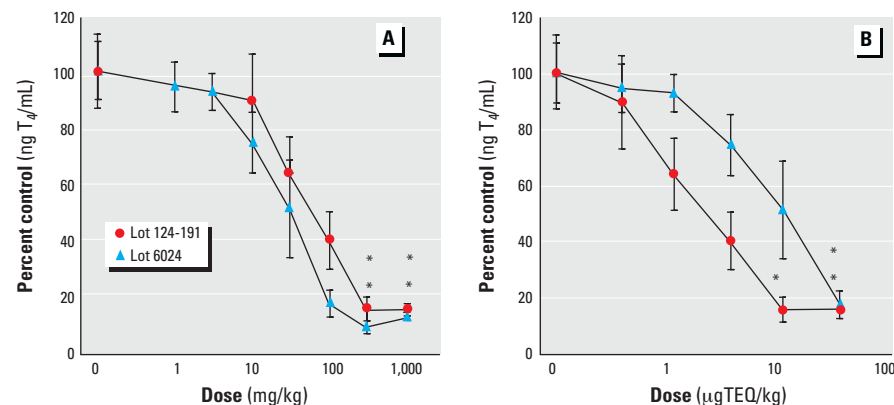 A
Percent control (ng T4/mL)
120
100
80
60
40
20
0
Lot 124-191
Lot 6024
* *
* *
0 1 10 100 1,000
Dose (mg/kg)
B
Percent control (ng T4/mL)
120
100
80
60
40
20
0
*
* *
0 1 10 100
Dose (µgTEQ/kg)